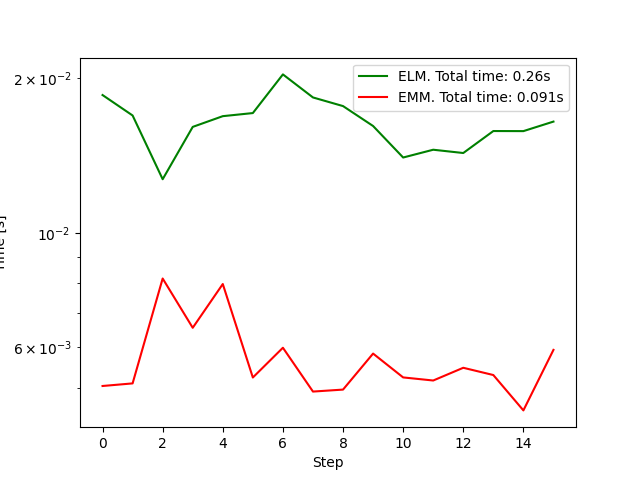 2 × 10⁻²
10⁻²
6 × 10⁻³
ELM. Total time: 0.26s
EMM. Total time: 0.091s
0 2 4 6 8 10 12 14
Step